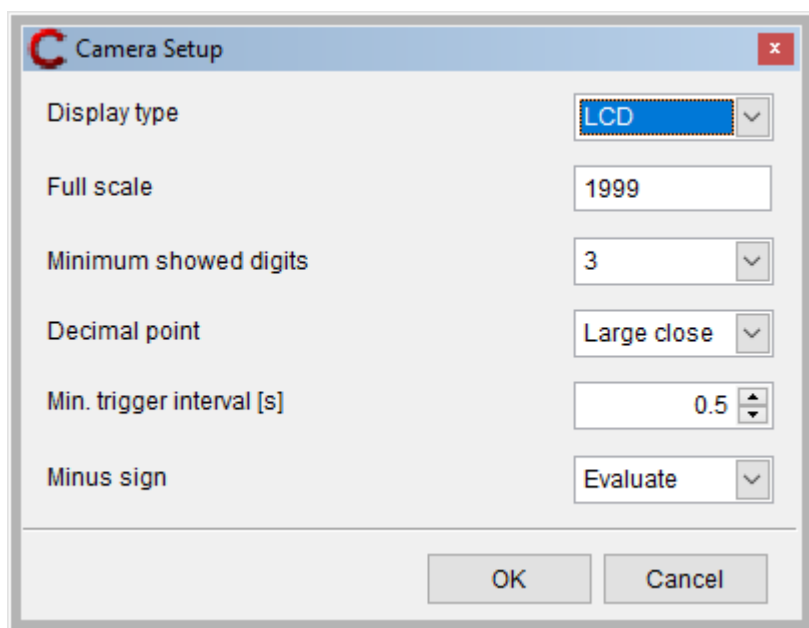 Camera Setup
Display type LCD
Full scale 1999
Minimum showed digits 3
Decimal point Large close
Min. trigger interval [s] 0.5
Minus sign Evaluate
OK Cancel